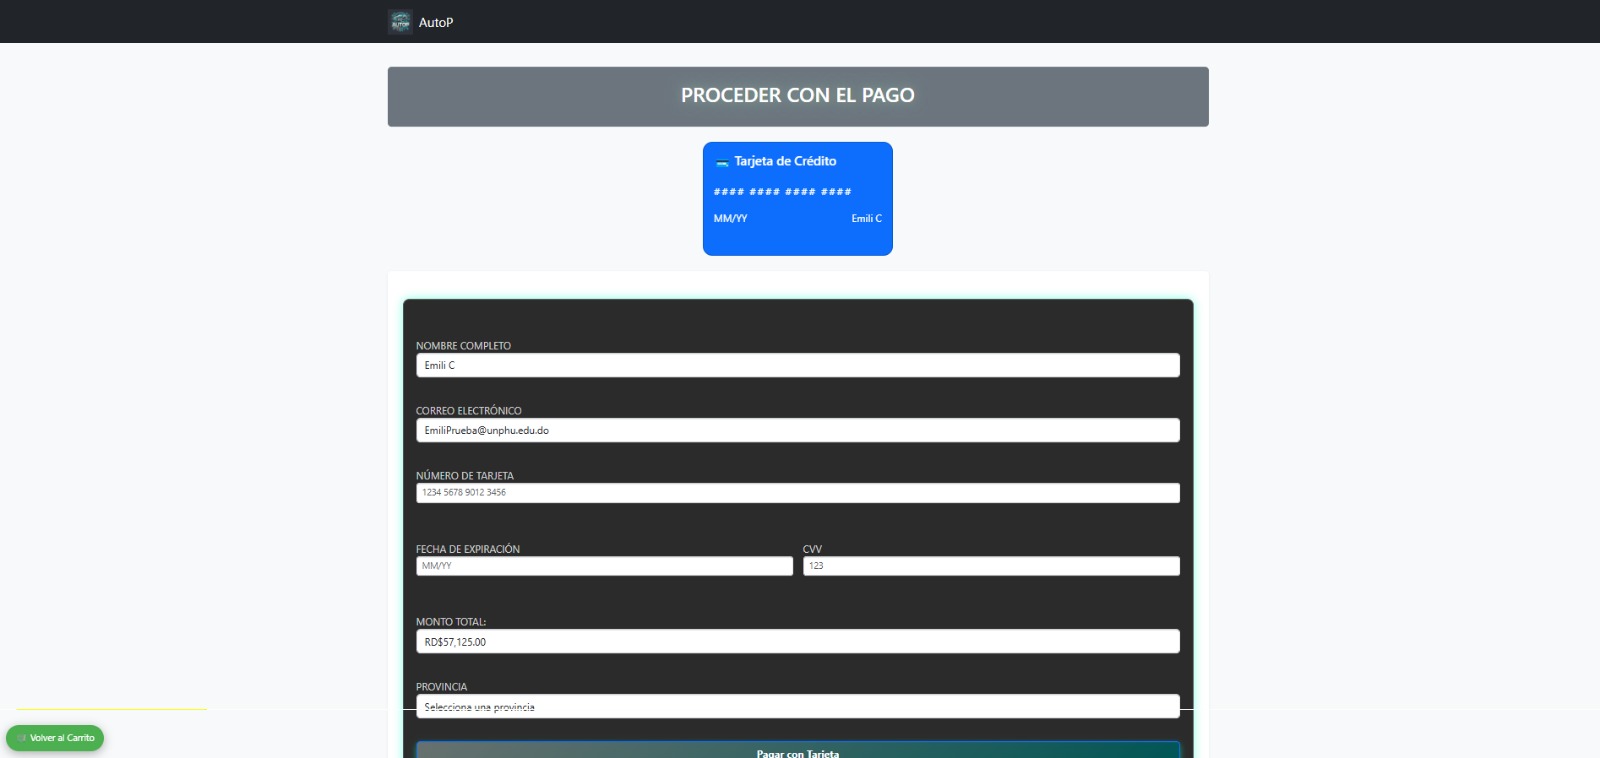 AUTOP
AutoP
PROCEDER CON EL PAGO
Tarjeta de Crédito
#### #### #### ####
MM/YY Emili C
NOMBRE COMPLETO
Emili C
CORREO ELECTRÓNICO
EmiliPrueba@unphu.edu.do
NÚMERO DE TARJETA
1234 5678 9012 3456
FECHA DE EXPIRACIÓN CVV
MM/YY 123
MONTO TOTAL:
RD$57,125.00
PROVINCIA
Selecciona una provincia
Volver al Carrito
Pagar con Tarjeta